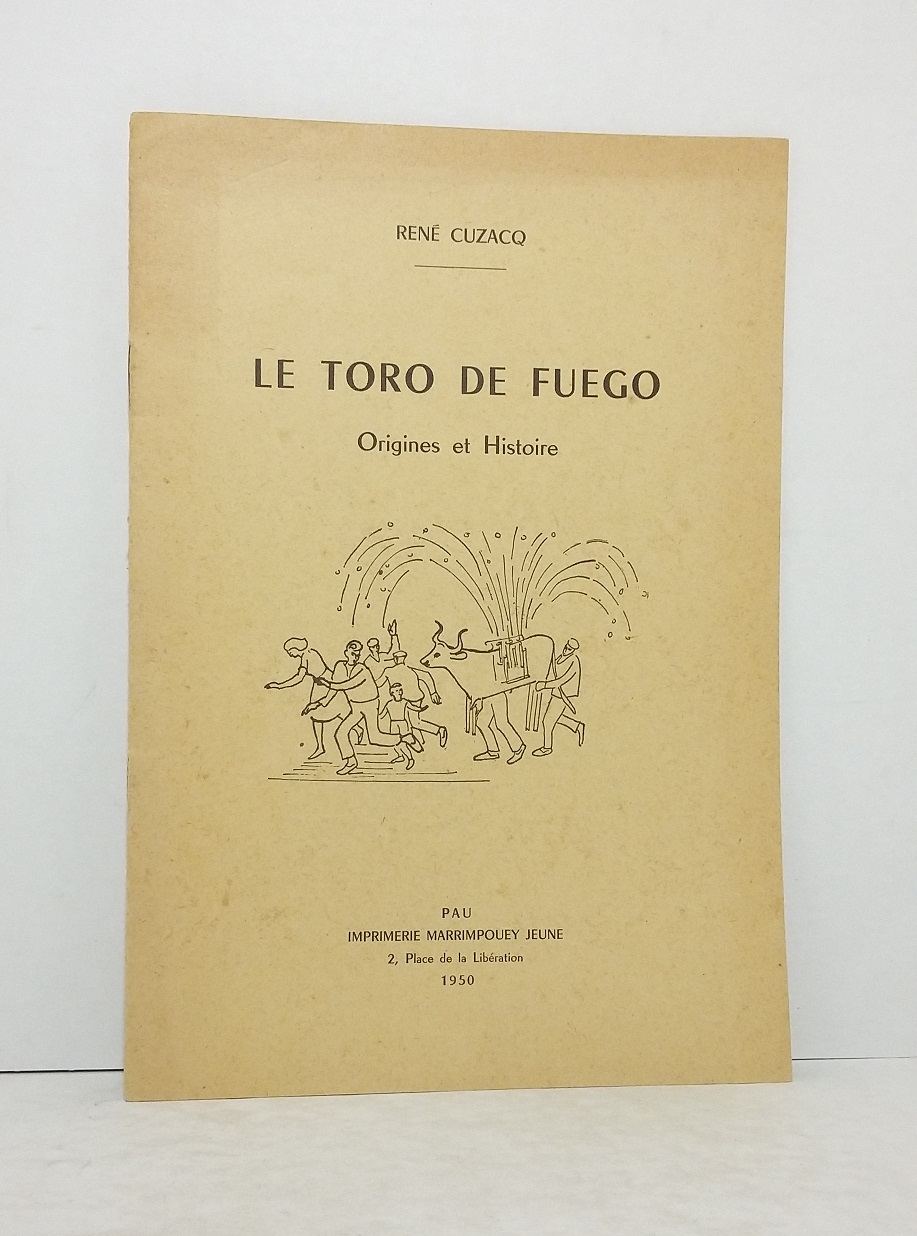 RENÉ CUZACQ
LE TORO DE FUEGO
Origines et Histoire
PAU
IMPRIMERIE MARRIMPOUEY JEUNE
2, Place de la Libération
1950